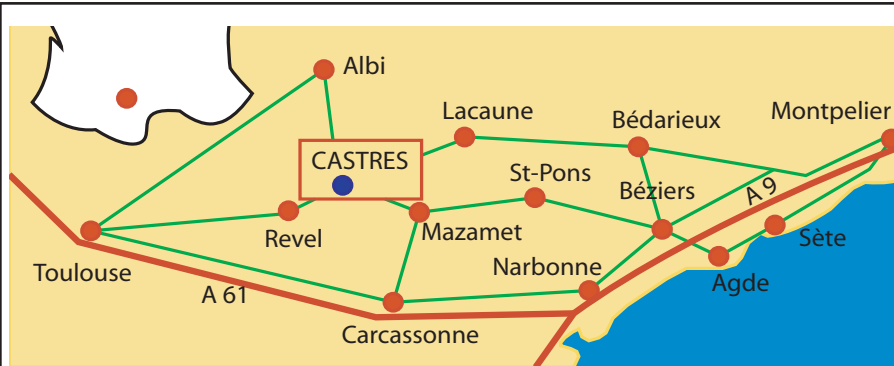 Albi
Lacaune
Bédarieux
Montpelier
CASTRES
St-Pons
Béziers
A 9
Revel
Mazamet
Sète
Toulouse
Narbonne
Agde
A 61
Carcassonne